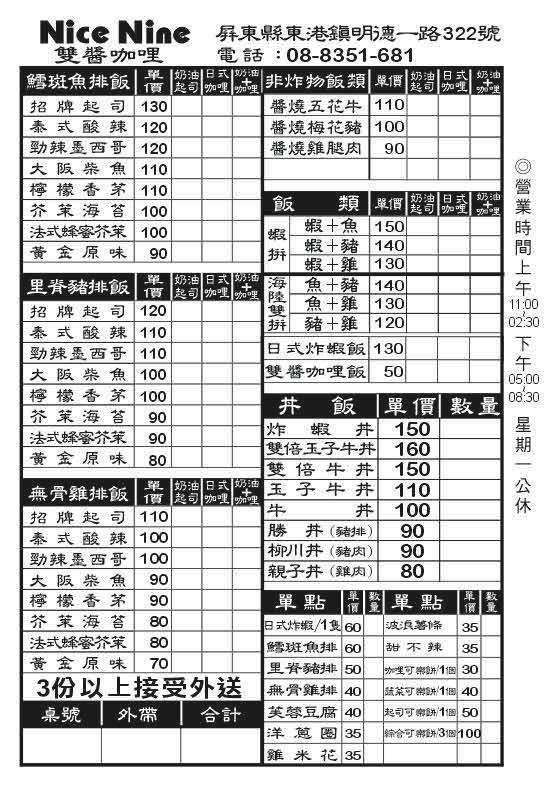 Nice Nine
雙醬咖哩
屏東縣東港鎮明德一路322號
電話：08-8351-681
鱈斑魚排飯 單價 奶油起司 日式咖哩 奶油+咖哩
招牌起司 130
泰式酸辣 120
勁辣墨西哥 120
大阪柴魚 110
檸檬香茅 110
芥茉海苔 100
法式蜂蜜芥茉 100
黃金原味 90
里脊豬排飯 單價 奶油起司 日式咖哩 奶油+咖哩
招牌起司 120
泰式酸辣 110
勁辣墨西哥 110
大阪柴魚 100
檸檬香茅 100
芥茉海苔 90
法式蜂蜜芥茉 90
黃金原味 80
無骨雞排飯 單價 奶油起司 日式咖哩 奶油+咖哩
招牌起司 110
泰式酸辣 100
勁辣墨西哥 100
大阪柴魚 90
檸檬香茅 90
芥茉海苔 80
法式蜂蜜芥茉 80
黃金原味 70
3份以上接受外送
桌號 外帶 合計
非炸物飯類 單價 奶油起司 日式咖哩 奶油+咖哩
醬燒五花牛 110
醬燒梅花豬 100
醬燒雞腿肉 90
飯類 單價 奶油起司 日式咖哩 奶油+咖哩
蝦拼
蝦+魚 150
蝦+豬 140
蝦+雞 130
海陸雙拼
魚+豬 140
魚+雞 130
豬+雞 120
日式炸蝦飯 130
雙醬咖哩飯 50
丼飯 單價 數量
炸蝦丼 150
雙倍玉子牛丼 160
雙倍牛丼 150
玉子牛丼 110
牛丼 100
勝丼(豬排) 90
柳川丼(豬肉) 90
親子丼(雞肉) 80
單點 單價 數量 單點 單價 數量
日式炸蝦/1隻 60 波浪薯條 35
鱈斑魚排 60 甜不辣 35
里脊豬排 50 咖哩可樂餅/1個 30
無骨雞排 40 蔬菜可樂餅/1個 40
芙蓉豆腐 40 起司可樂餅/1個 50
洋蔥圈 35 綜合可樂餅/3個 100
雞米花 35
◎營業時間上午11:00~02:30下午05:00~08:30 星期一公休